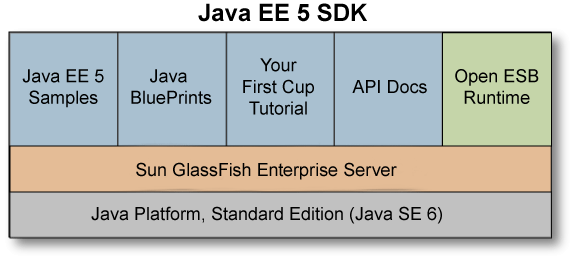 Java EE 5 SDK
Java EE 5
Samples
Java
BluePrints
Your
First Cup
Tutorial
API Docs
Open ESB
Runtime
Sun GlassFish Enterprise Server
Java Platform, Standard Edition (Java SE 6)